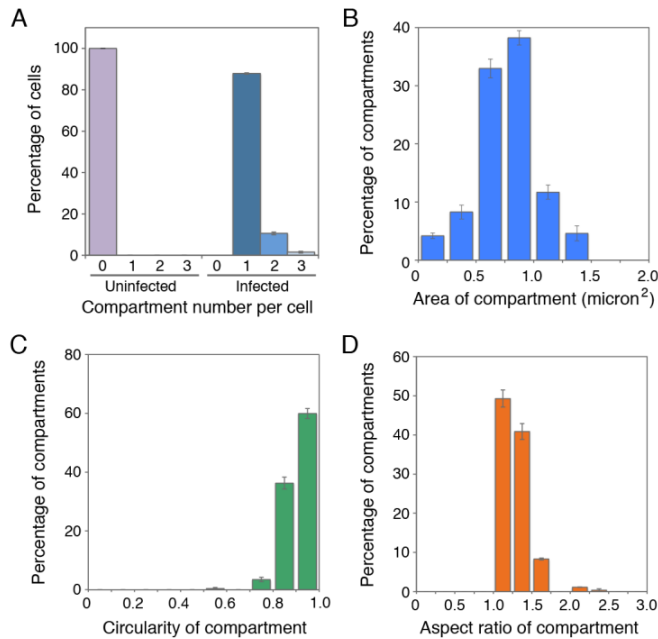 A
Percentage of cells
100
80
60
40
20
0
0 1 2 3 0 1 2 3
Uninfected Infected
Compartment number per cell
B
Percentage of compartments
40
30
20
10
0
0 0.5 1.0 1.5 2.0
Area of compartment (micron²)
C
Percentage of compartments
80
60
40
20
0
0 0.2 0.4 0.6 0.8 1.0
Circularity of compartment
D
Percentage of compartments
60
50
40
30
20
10
0
0 0.5 1.0 1.5 2.0 2.5 3.0
Aspect ratio of compartment